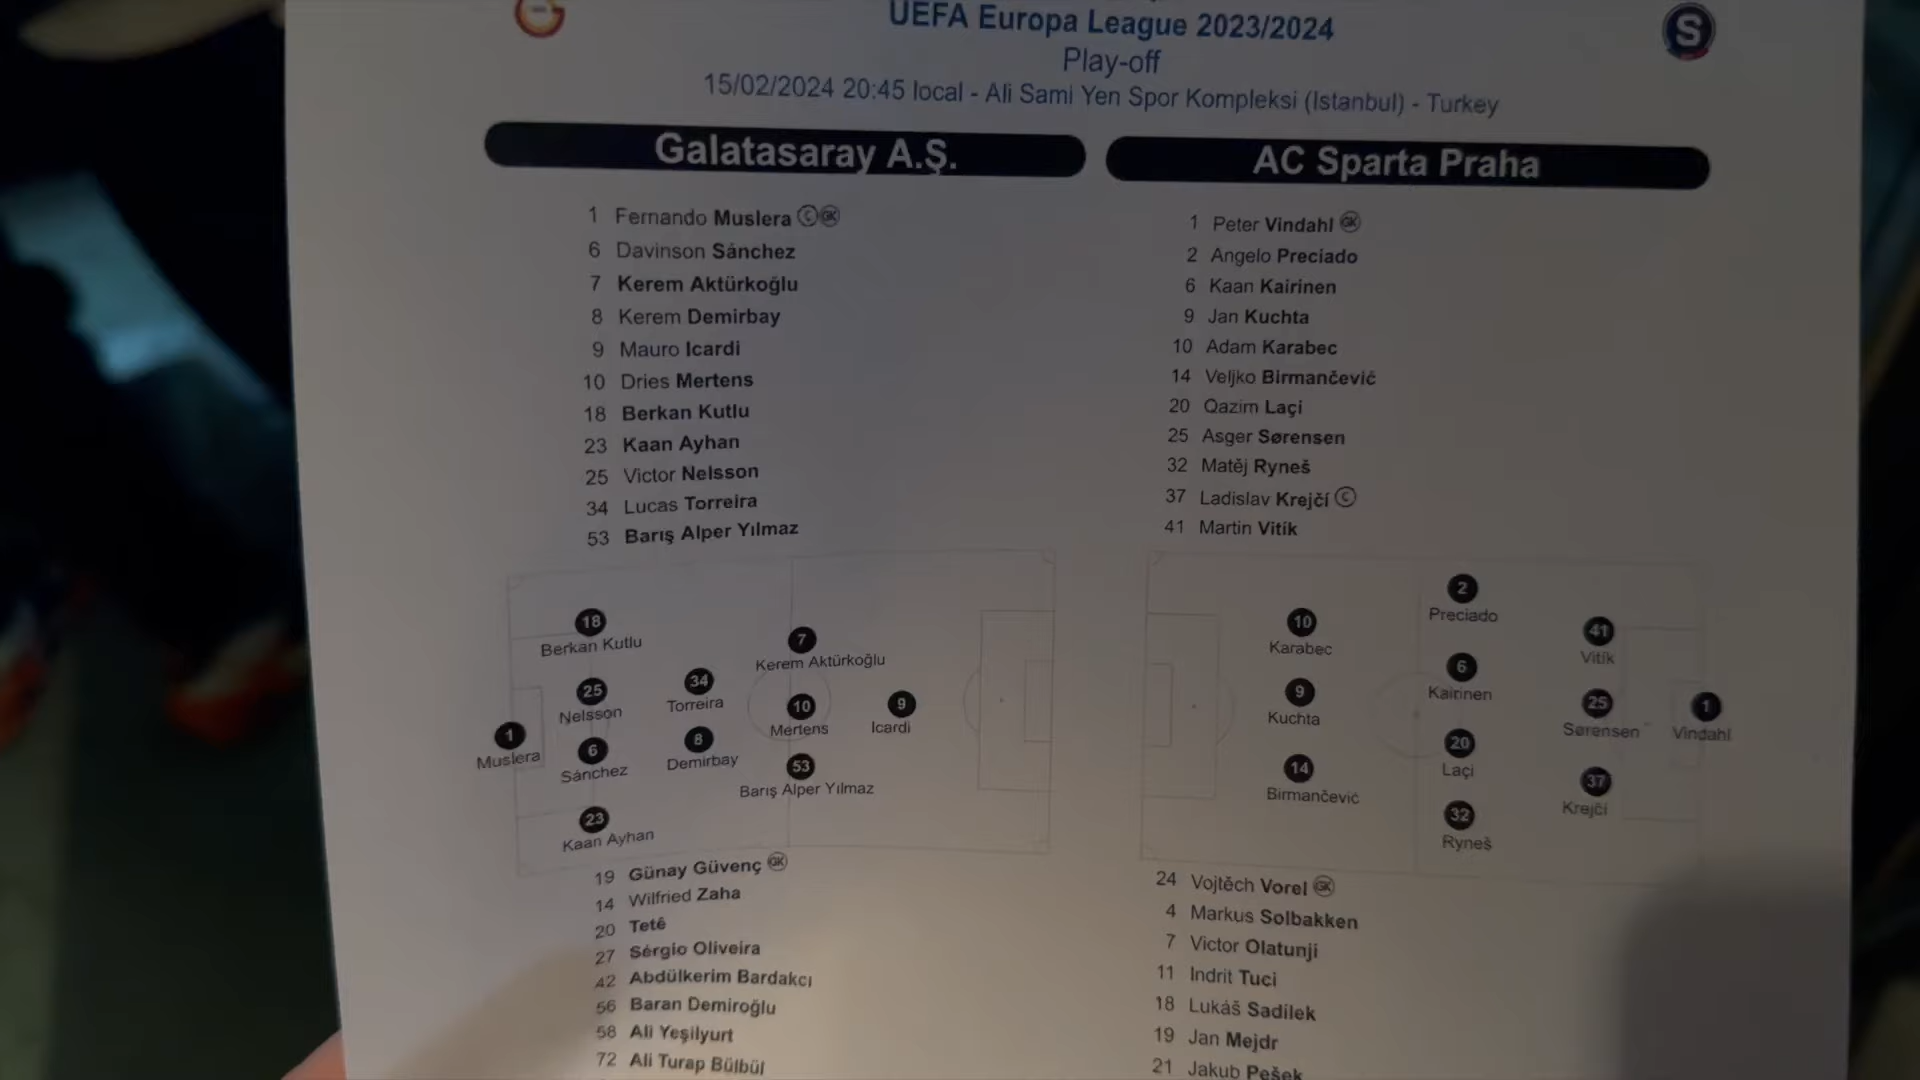 UEFA Europa League 2023/2024
Play-off
15/02/2024 20:45 local - Ali Sami Yen Spor Kompleksi (Istanbul) - Turkey
Galatasaray A.Ş.
1 Fernando Muslera C GK
6 Davinson Sánchez
7 Kerem Aktürkoğlu
8 Kerem Demirbay
9 Mauro Icardi
10 Dries Mertens
18 Berkan Kutlu
23 Kaan Ayhan
25 Victor Nelsson
34 Lucas Torreira
53 Barış Alper Yılmaz
18
Berkan Kutlu
7
Kerem Aktürkoğlu
25
Nelsson
34
Torreira
10
Mertens
9
Icardi
1
Muslera
6
Sánchez
8
Demirbay
53
Barış Alper Yılmaz
23
Kaan Ayhan
19 Günay Güvenç GK
14 Wilfried Zaha
20 Tetê
27 Sérgio Oliveira
42 Abdülkerim Bardakcı
56 Baran Demiroğlu
58 Ali Yeşilyurt
72 Ali Turap Bülbül
S
AC Sparta Praha
1 Peter Vindahl GK
2 Angelo Preciado
6 Kaan Kairinen
9 Jan Kuchta
10 Adam Karabec
14 Veljko Birmančević
20 Qazim Laçi
25 Asger Sørensen
32 Matěj Ryneš
37 Ladislav Krejčí C
41 Martin Vitík
2
Preciado
10
Karabec
41
Vitík
6
Kairinen
9
Kuchta
25
Sørensen
1
Vindahl
20
Laçi
14
Birmančević
37
Krejčí
32
Ryneš
24 Vojtěch Vorel GK
4 Markus Solbakken
7 Victor Olatunji
11 Indrit Tuci
18 Lukáš Sadílek
19 Jan Mejdr
21 Jakub Pešek